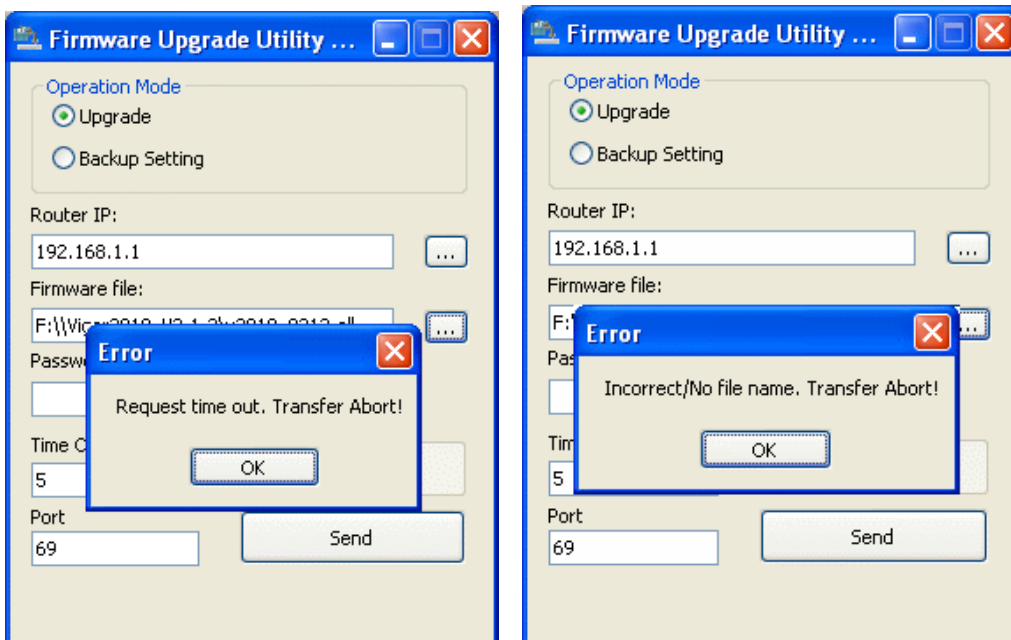 Firmware Upgrade Utility ...
Operation Mode
Upgrade
Backup Setting
Router IP:
192.168.1.1
...
Firmware file:
...
Error
Request time out. Transfer Abort!
OK
5
Port
69
Send
Firmware Upgrade Utility ...
Operation Mode
Upgrade
Backup Setting
Router IP:
192.168.1.1
...
Firmware file:
Error
Incorrect/No file name. Transfer Abort!
OK
5
Port
69
Send